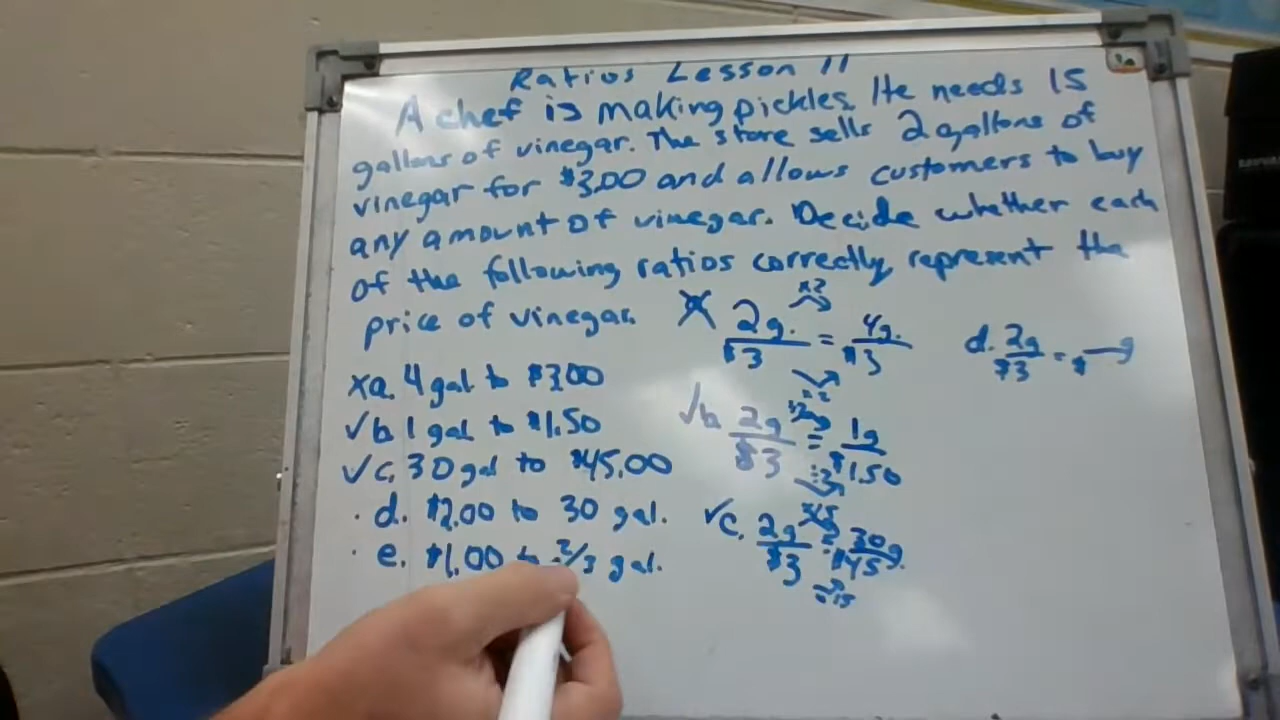 Ratios Lesson 11
A chef is making pickles. He needs 15
gallons of vinegar. The store sells 2 gallons of
vinegar for $3.00 and allows customers to buy
any amount of vinegar. Decide whether each
of the following ratios correctly represent the
price of vinegar.
x a. 4 gal to $3.00
✓ b. 1 gal to $1.50
✓ c. 30 gal to $45.00
· d. $2.00 to 30 gal.
· e. $1.00 to 2/3 gal.
x 2g. / $3 = 4g. / $3
x2
✓ b. 2g / $3 = 1g / $1.50
✓ c. 2g / $3 = 30g / $45
d. 2g / $3 = g / $